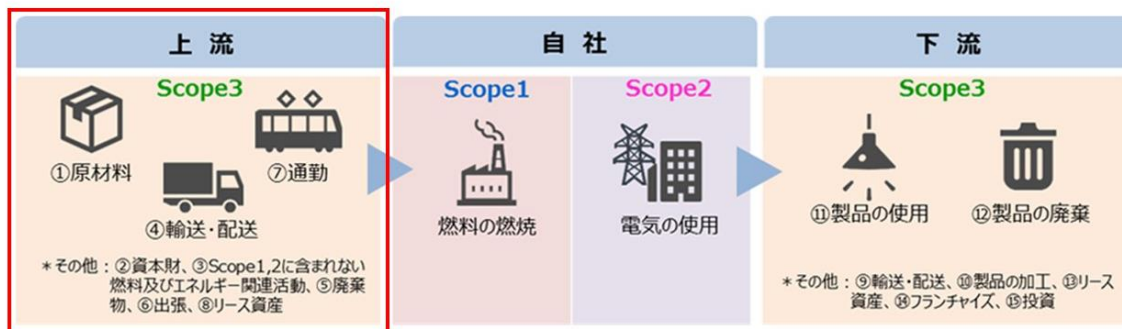 上 流
Scope3
①原材料
⑦通勤
④輸送・配送
＊その他：②資本財、③Scope1,2に含まれない
燃料及びエネルギー関連活動、⑤廃棄
物、⑥出張、⑧リース資産
自 社
Scope1
燃料の燃焼
Scope2
電気の使用
下 流
Scope3
⑪製品の使用
⑫製品の廃棄
＊その他：⑨輸送・配送、⑩製品の加工、⑬リース
資産、⑭フランチャイズ、⑮投資